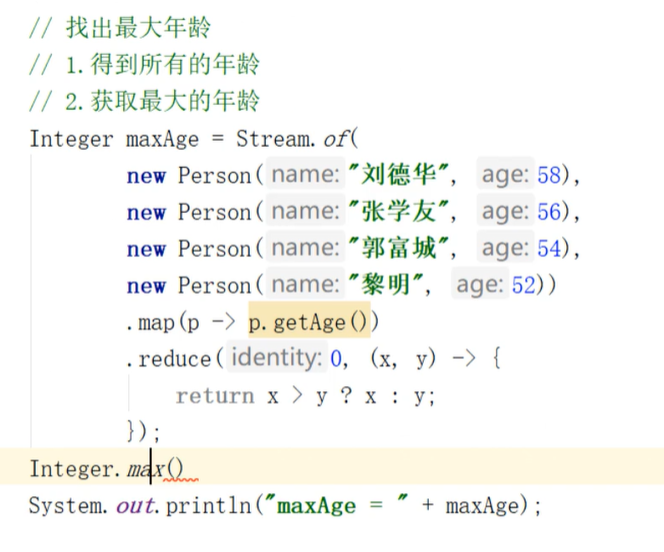 // 找出最大年龄
// 1.得到所有的年龄
// 2.获取最大的年龄
Integer maxAge = Stream.of(
new Person( name: "刘德华", age: 58),
new Person( name: "张学友", age: 56),
new Person( name: "郭富城", age: 54),
new Person( name: "黎明", age: 52))
.map(p -> p.getAge())
.reduce( identity: 0, (x, y) -> {
return x > y ? x : y;
});
Integer.max()
System.out.println("maxAge = " + maxAge);